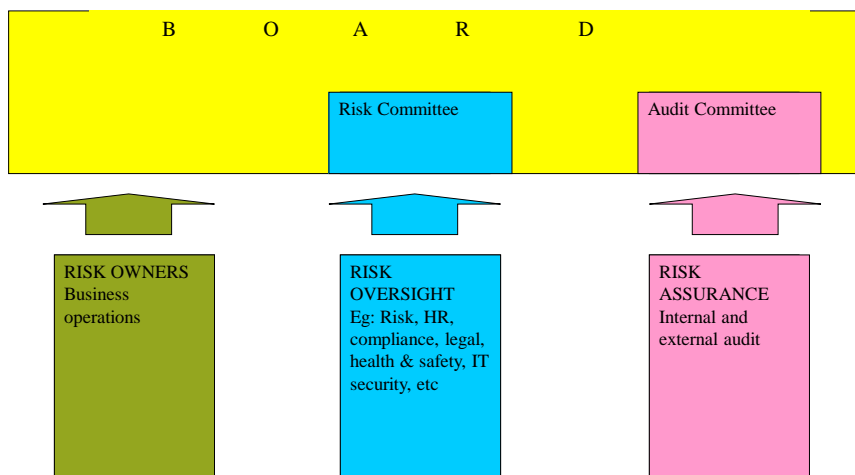 B O A R D
Risk Committee
Audit Committee
RISK OWNERS
Business
operations
RISK
OVERSIGHT
Eg: Risk, HR,
compliance, legal,
health & safety, IT
security, etc
RISK
ASSURANCE
Internal and
external audit